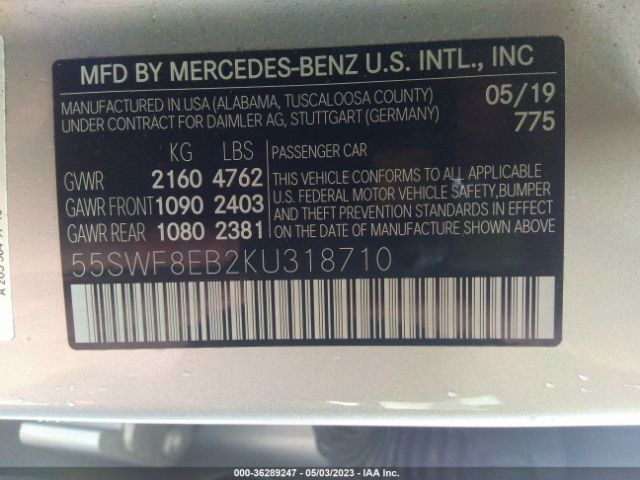 MFD BY MERCEDES-BENZ U.S. INTL., INC
MANUFACTURED IN USA (ALABAMA, TUSCALOOSA COUNTY) 05/19
UNDER CONTRACT FOR DAIMLER AG, STUTTGART (GERMANY) 775
KG LBS PASSENGER CAR
GVWR 2160 4762 THIS VEHICLE CONFORMS TO ALL APPLICABLE
U.S. FEDERAL MOTOR VEHICLE SAFETY,BUMPER
GAWR FRONT 1090 2403 AND THEFT PREVENTION STANDARDS IN EFFECT
GAWR REAR 1080 2381 ON THE DATE OF MANUFACTURE SHOWN ABOVE.
55SWF8EB2KU318710
000-36289247 - 05/03/2023 - IAA Inc.